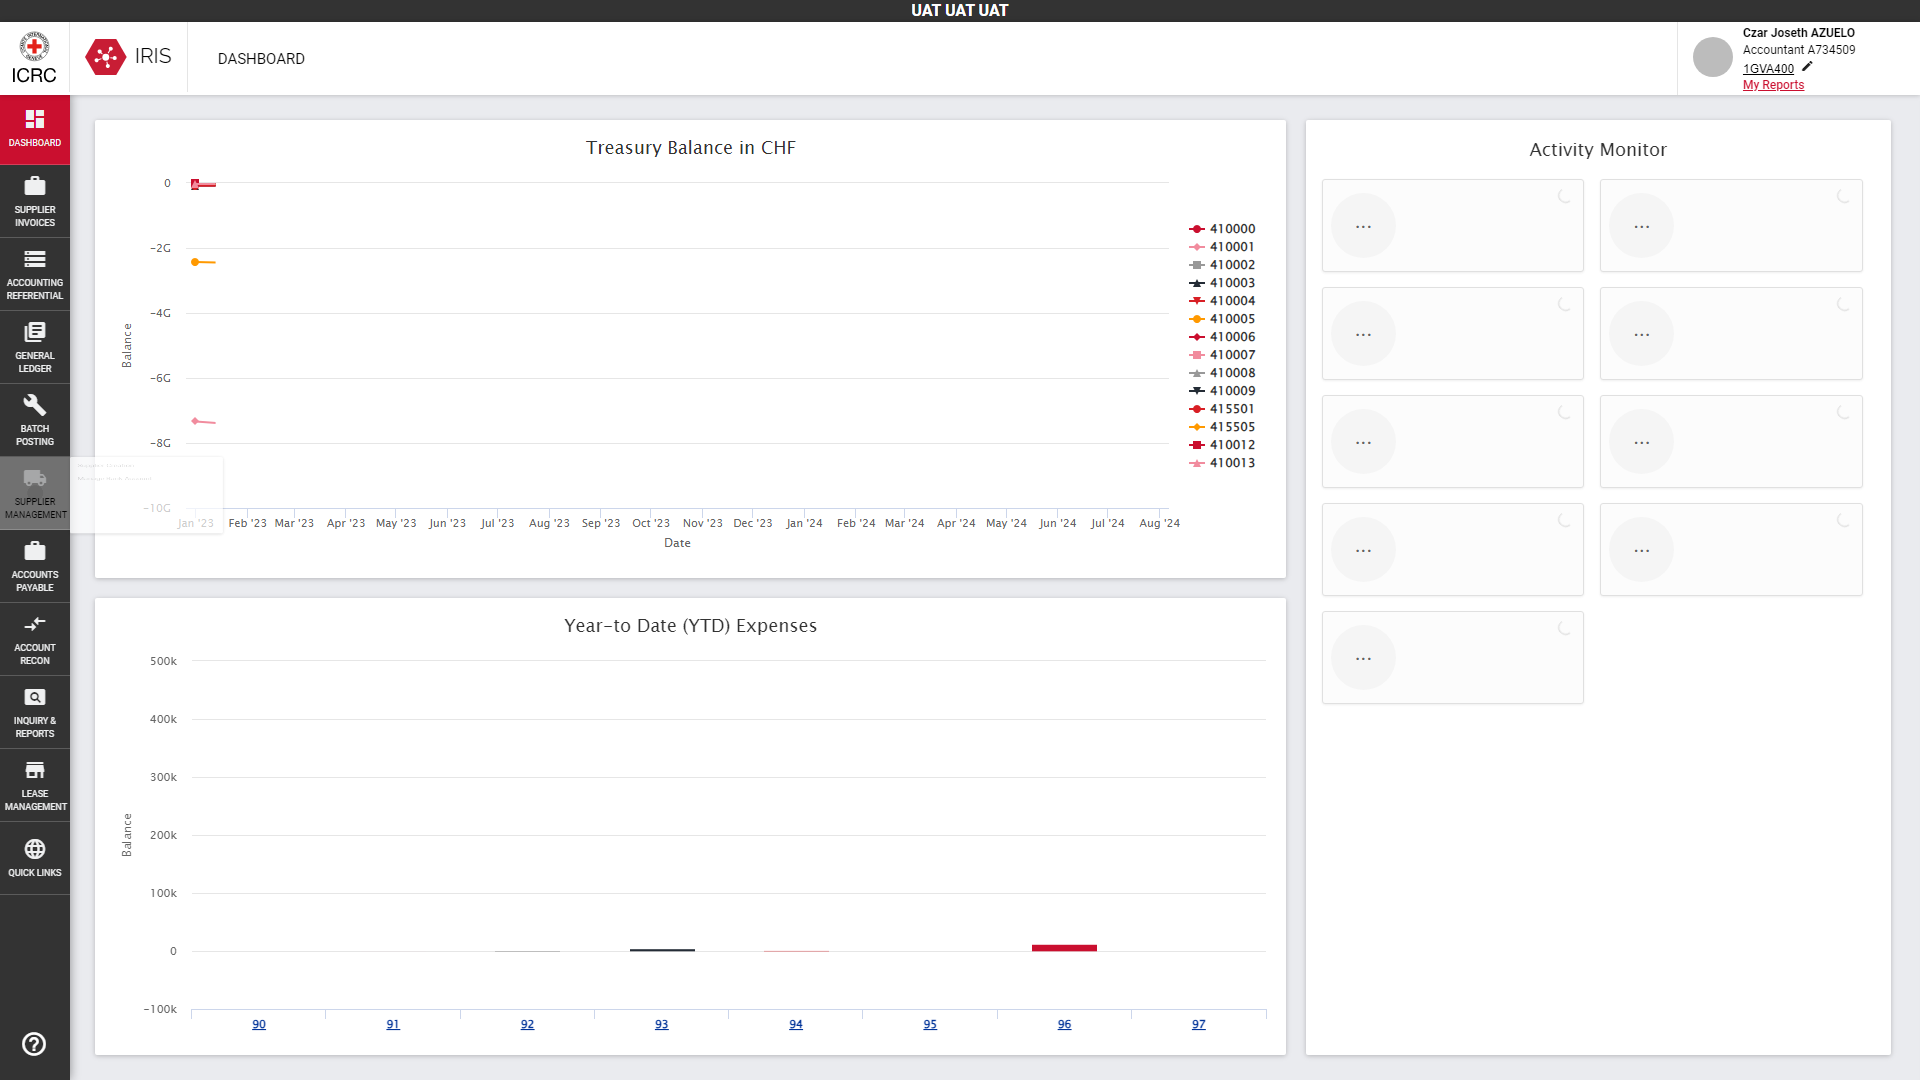 UAT UAT UAT
ICRC
IRIS
DASHBOARD
Czar Joseth AZUELO
Accountant A734509
1GVA400
My Reports
DASHBOARD
SUPPLIER
INVOICES
ACCOUNTING
REFERENTIAL
GENERAL
LEDGER
BATCH
POSTING
SUPPLIER
MANAGEMENT
ACCOUNTS
PAYABLE
ACCOUNT
RECON
INQUIRY &
REPORTS
LEASE
MANAGEMENT
QUICK LINKS
Treasury Balance in CHF
Balance
0
−2G
−4G
−6G
−8G
−10G
Jan '23 Feb '23 Mar '23 Apr '23 May '23 Jun '23 Jul '23 Aug '23 Sep '23 Oct '23 Nov '23 Dec '23 Jan '24 Feb '24 Mar '24 Apr '24 May '24 Jun '24 Jul '24 Aug '24
Date
410000
410001
410002
410003
410004
410005
410006
410007
410008
410009
415501
415505
410012
410013
Year-to Date (YTD) Expenses
Balance
500k
400k
300k
200k
100k
0
−100k
90 91 92 93 94 95 96 97
Activity Monitor
... ...
... ...
... ...
... ...
...